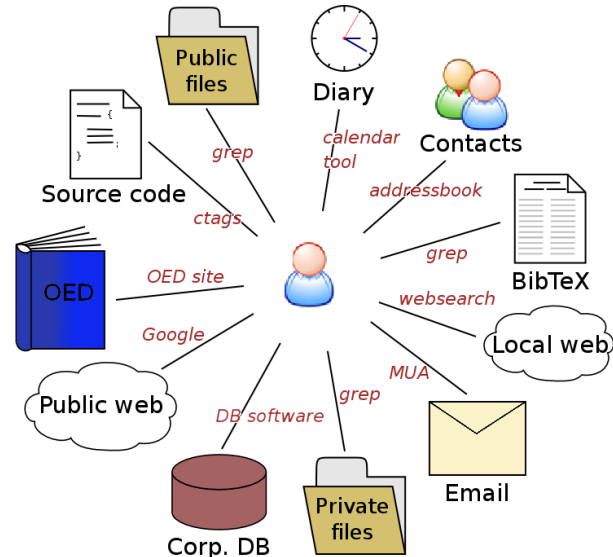 Public
files
Diary
Contacts
{
;
}
Source code
grep
calendar
tool
addressbook
ctags
BibTeX
grep
OED
OED site
websearch
Google
Local web
Public web
MUA
grep
DB software
Email
Private
files
Corp. DB